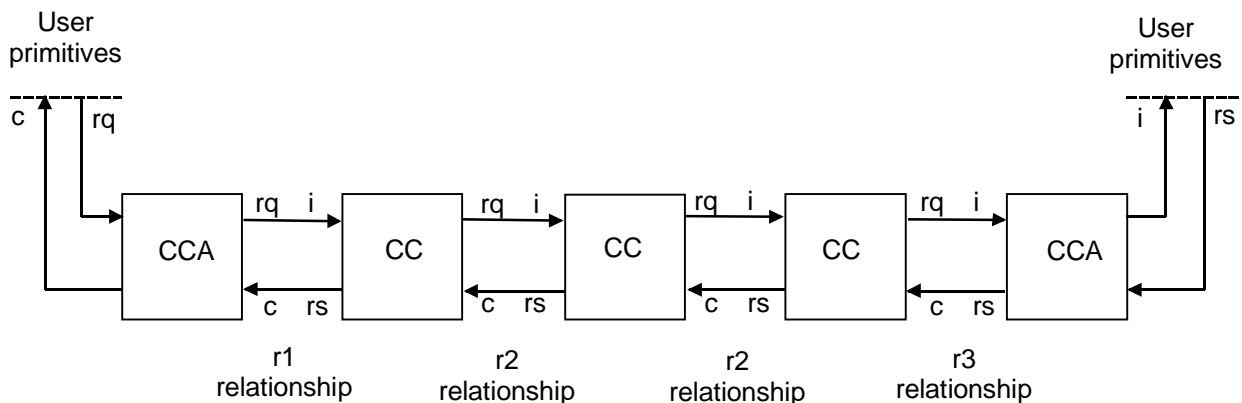 User
primitives
User
primitives
c
rq
i
rs
rq i
rq i
rq i
rq i
CCA
CC
CC
CC
CCA
c rs
c rs
c rs
c rs
r1
relationship
r2
relationship
r2
relationship
r3
relationship